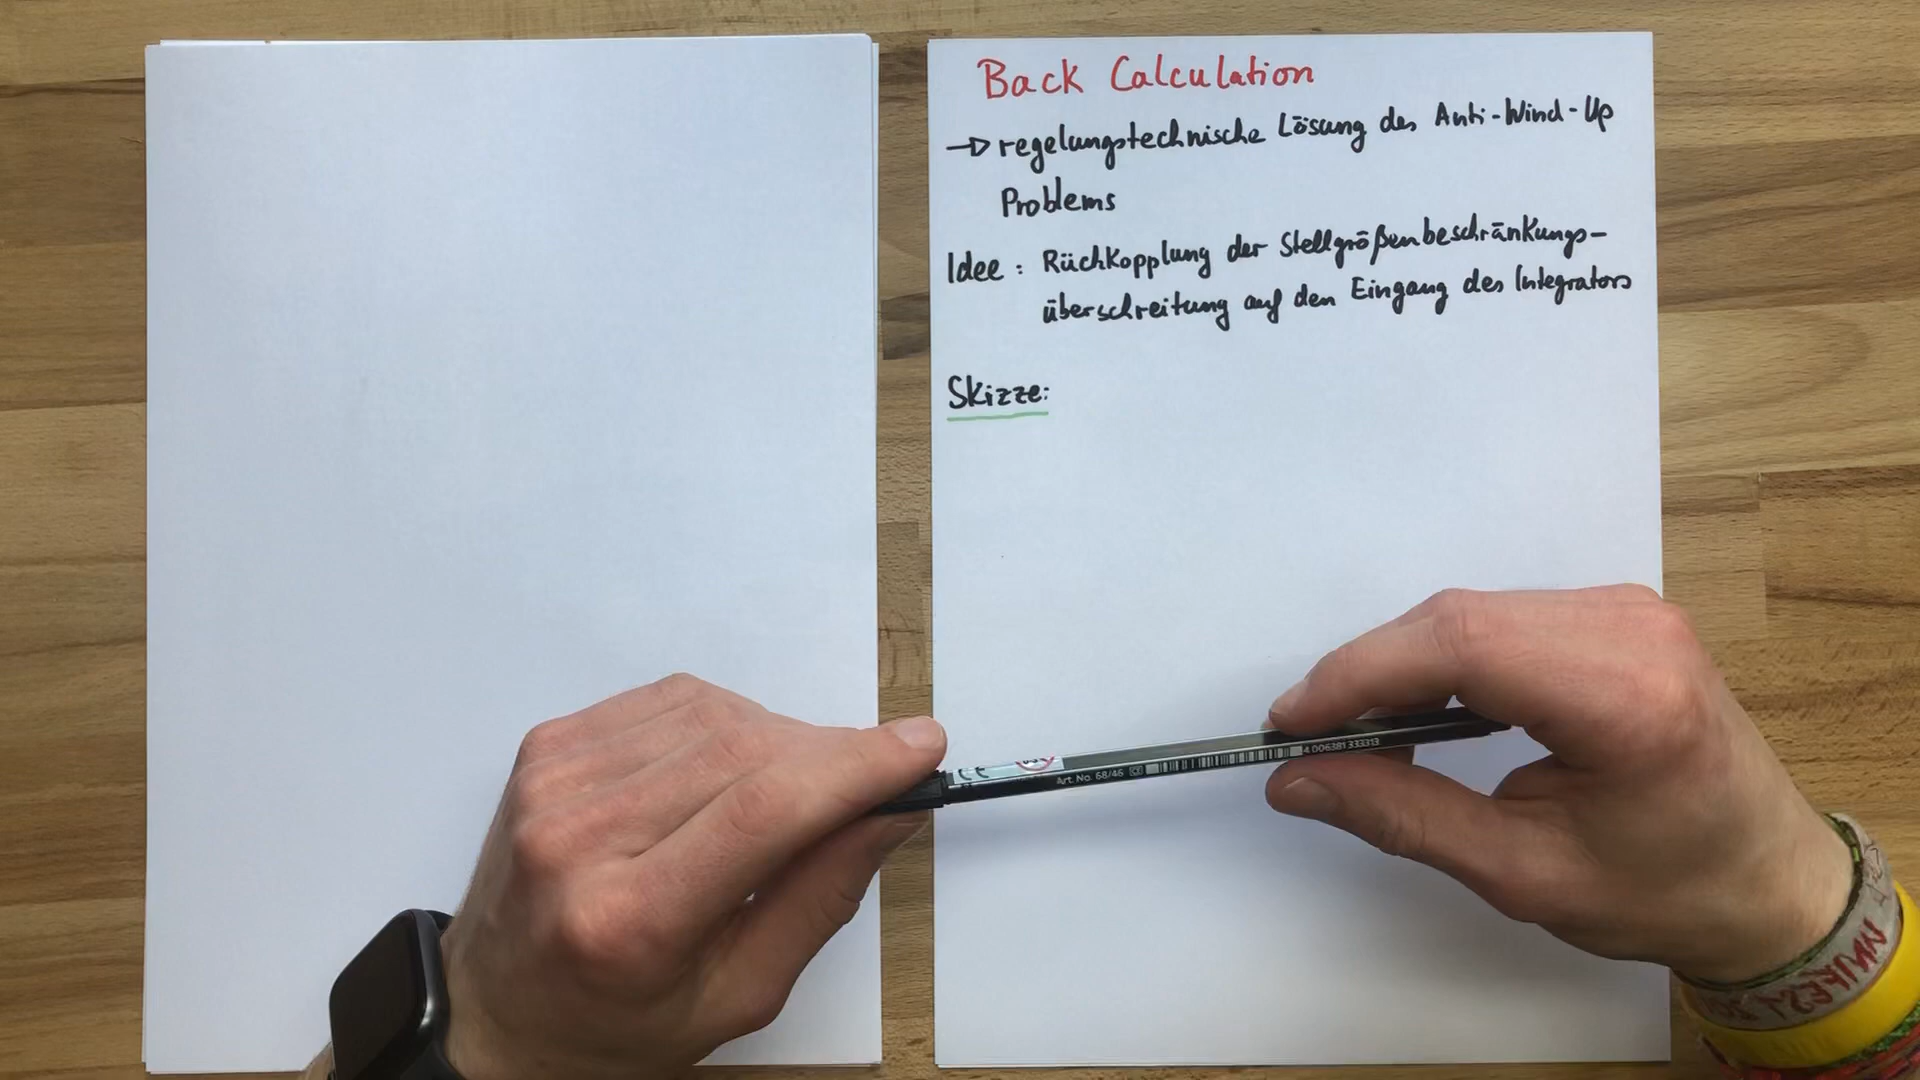 Back Calculation
→ regelungstechnische Lösung des Anti-Wind-Up
Problems
Idee: Rückkopplung der Stellgrößenbeschränkungs-
überschreitung auf den Eingang des Integrators
Skizze:
CE
Art. No. 68/46
4 006381 333313